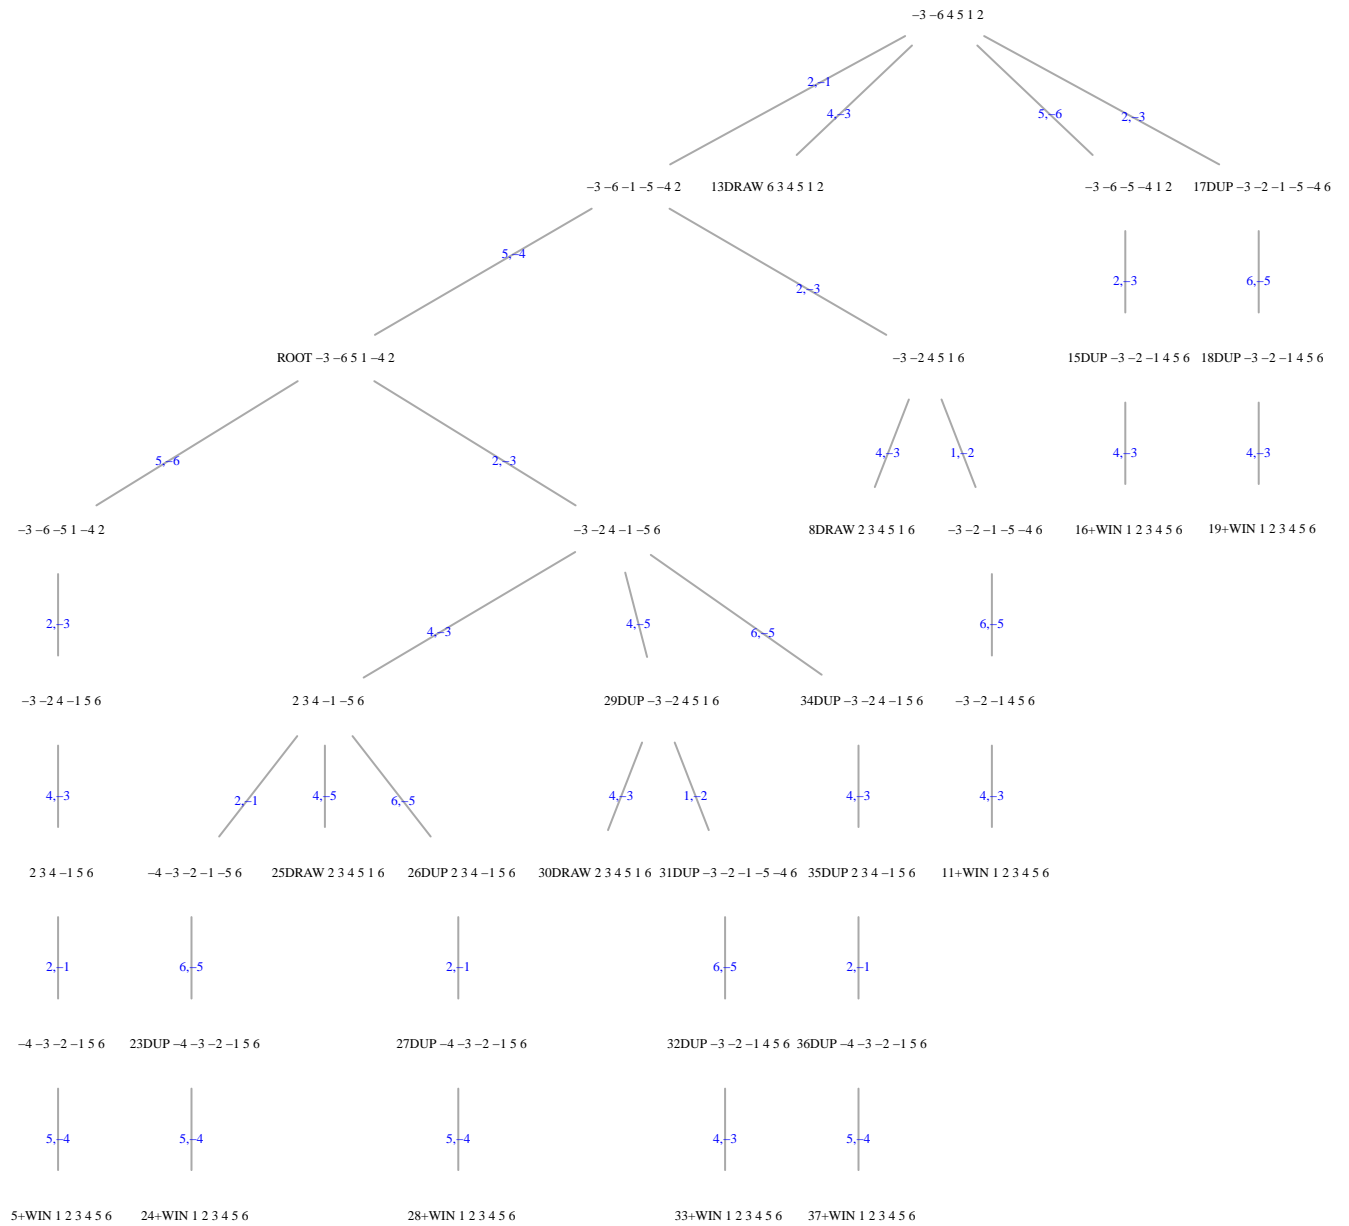 −3 −6 4 5 1 2
2,−1
4,−3
5,−6
2,−3
−3 −6 −1 −5 −4 2
13DRAW 6 3 4 5 1 2
−3 −6 −5 −4 1 2
17DUP −3 −2 −1 −5 −4 6
5,−4
2,−3
2,−3
6,−5
ROOT −3 −6 5 1 −4 2
−3 −2 4 5 1 6
15DUP −3 −2 −1 4 5 6
18DUP −3 −2 −1 4 5 6
5,−6
2,−3
4,−3
1,−2
4,−3
4,−3
−3 −6 −5 1 −4 2
−3 −2 4 −1 −5 6
8DRAW 2 3 4 5 1 6
−3 −2 −1 −5 −4 6
16+WIN 1 2 3 4 5 6
19+WIN 1 2 3 4 5 6
2,−3
4,−3
4,−5
6,−5
6,−5
−3 −2 4 −1 5 6
2 3 4 −1 −5 6
29DUP −3 −2 4 5 1 6
34DUP −3 −2 4 −1 5 6
−3 −2 −1 4 5 6
4,−3
2,−1
4,−5
6,−5
4,−3
1,−2
4,−3
4,−3
2 3 4 −1 5 6
−4 −3 −2 −1 −5 6
25DRAW 2 3 4 5 1 6
26DUP 2 3 4 −1 5 6
30DRAW 2 3 4 5 1 6
31DUP −3 −2 −1 −5 −4 6
35DUP 2 3 4 −1 5 6
11+WIN 1 2 3 4 5 6
2,−1
6,−5
2,−1
6,−5
2,−1
−4 −3 −2 −1 5 6
23DUP −4 −3 −2 −1 5 6
27DUP −4 −3 −2 −1 5 6
32DUP −3 −2 −1 4 5 6
36DUP −4 −3 −2 −1 5 6
5,−4
5,−4
5,−4
4,−3
5,−4
5+WIN 1 2 3 4 5 6
24+WIN 1 2 3 4 5 6
28+WIN 1 2 3 4 5 6
33+WIN 1 2 3 4 5 6
37+WIN 1 2 3 4 5 6